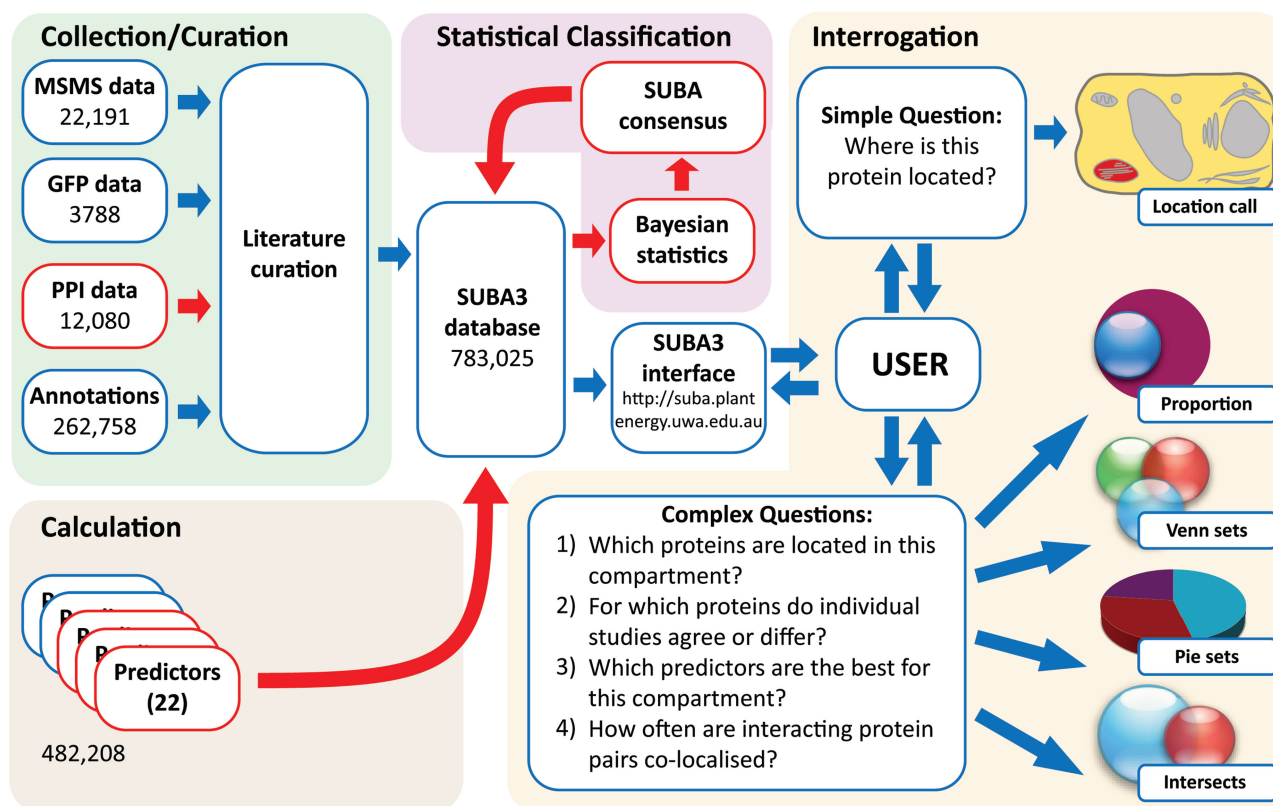 Collection/Curation
MSMS data
22,191
GFP data
3788
PPI data
12,080
Annotations
262,758
Literature
curation
Statistical Classification
SUBA
consensus
Bayesian
statistics
SUBA3
database
783,025
SUBA3
interface
http://suba.plant
energy.uwa.edu.au
Calculation
Predictors
(22)
482,208
Interrogation
Simple Question:
Where is this
protein located?
Location call
USER
Complex Questions:
1) Which proteins are located in this
compartment?
2) For which proteins do individual
studies agree or differ?
3) Which predictors are the best for
this compartment?
4) How often are interacting protein
pairs co-localised?
Proportion
Venn sets
Pie sets
Intersects